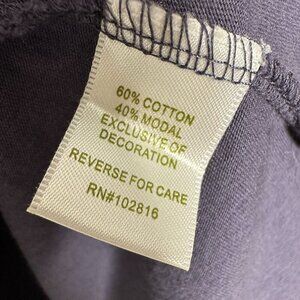 60% COTTON
40% MODAL
EXCLUSIVE OF
DECORATION
REVERSE FOR CARE
RN#102816